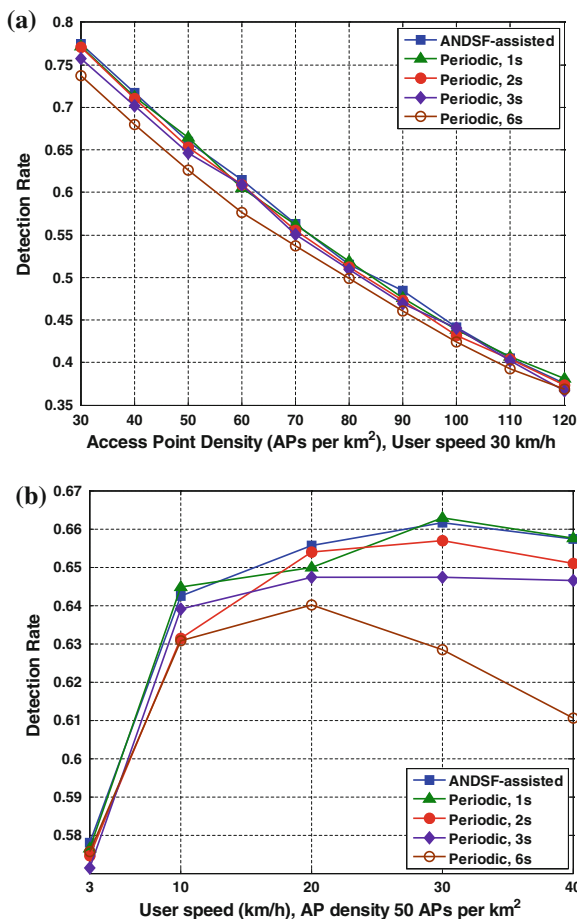 (a)
0.8
0.75
0.7
0.65
0.6
0.55
0.5
0.45
0.4
0.35
Detection Rate
ANDSF-assisted
Periodic, 1s
Periodic, 2s
Periodic, 3s
Periodic, 6s
30 40 50 60 70 80 90 100 110 120
Access Point Density (APs per km²), User speed 30 km/h
(b)
0.67
0.66
0.65
0.64
0.63
0.62
0.61
0.6
0.59
0.58
Detection Rate
ANDSF-assisted
Periodic, 1s
Periodic, 2s
Periodic, 3s
Periodic, 6s
3 10 20 30 40
User speed (km/h), AP density 50 APs per km²